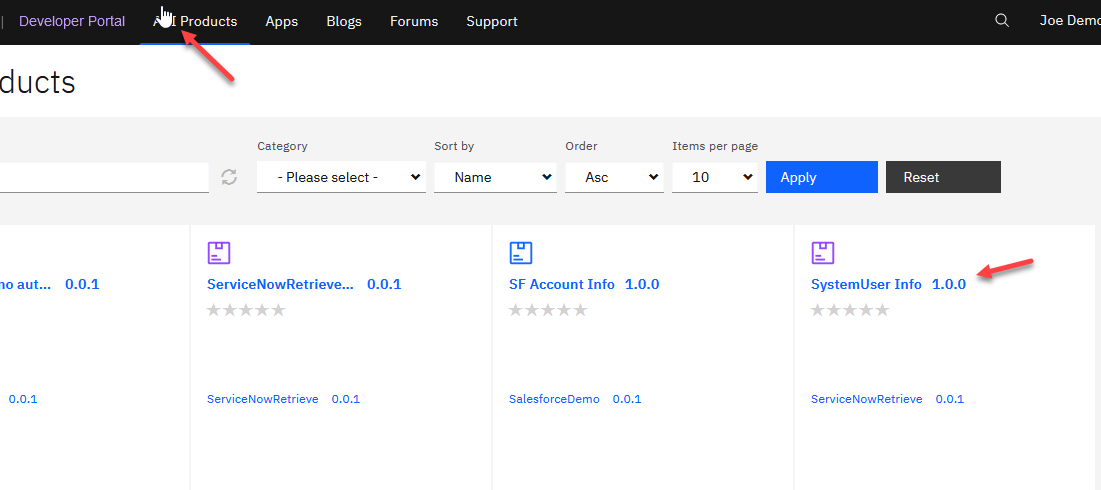 | Developer Portal API Products Apps Blogs Forums Support Joe Demo
ducts
Category Sort by Order Items per page
- Please select - Name Asc 10 Apply Reset
no aut... 0.0.1 ServiceNowRetrieve... 0.0.1 SF Account Info 1.0.0 SystemUser Info 1.0.0
0.0.1 ServiceNowRetrieve 0.0.1 SalesforceDemo 0.0.1 ServiceNowRetrieve 0.0.1